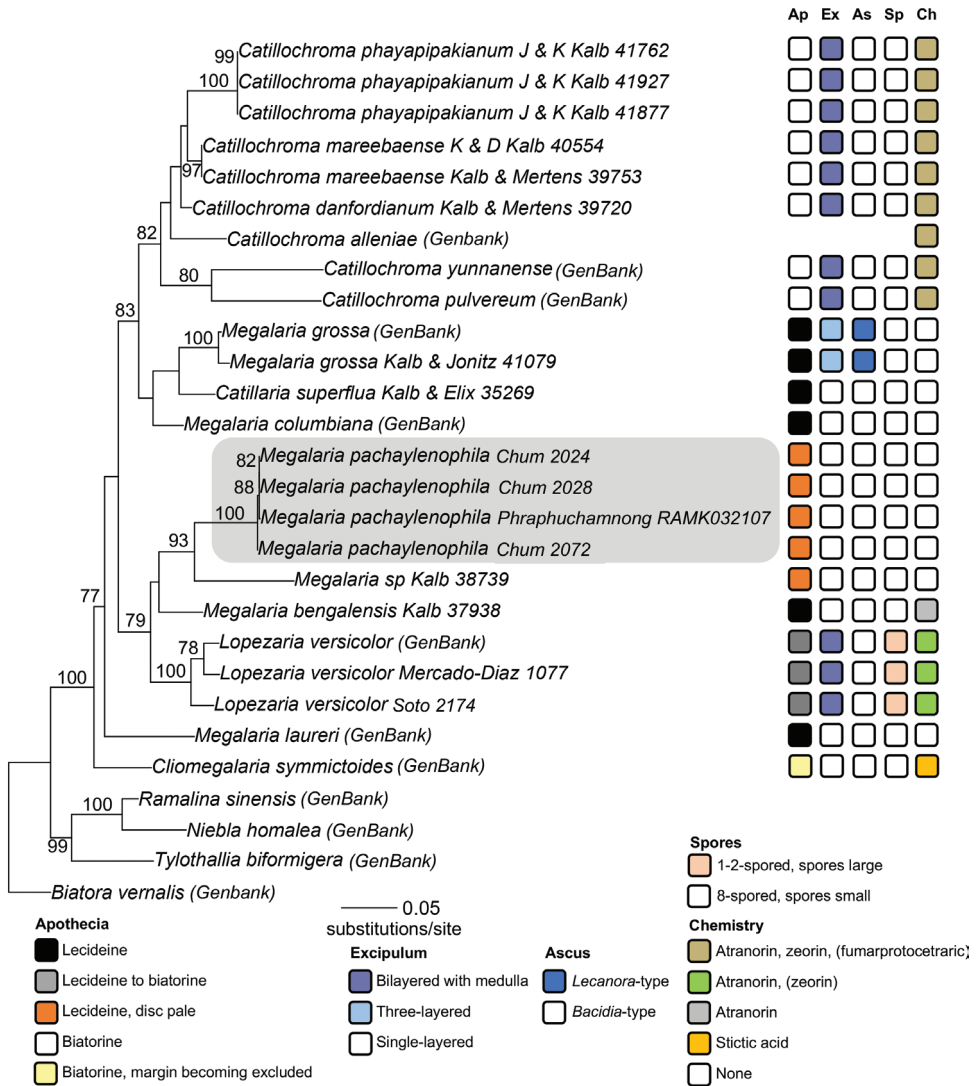 Ap Ex As Sp Ch
99 Catillochroma phayapipakianum J & K Kalb 41762
100 Catillochroma phayapipakianum J & K Kalb 41927
Catillochroma phayapipakianum J & K Kalb 41877
Catillochroma mareebaense K & D Kalb 40554
97 Catillochroma mareebaense Kalb & Mertens 39753
Catillochroma danfordianum Kalb & Mertens 39720
82 Catillochroma alleniae (Genbank)
80 Catillochroma yunnanense (GenBank)
Catillochroma pulvereum (GenBank)
83
100 Megalaria grossa (GenBank)
Megalaria grossa Kalb & Jonitz 41079
Catillaria superflua Kalb & Elix 35269
Megalaria columbiana (GenBank)
82 Megalaria pachaylenophila Chum 2024
88 Megalaria pachaylenophila Chum 2028
100 Megalaria pachaylenophila Phraphuchamnong RAMK032107
Megalaria pachaylenophila Chum 2072
93
Megalaria sp Kalb 38739
77
Megalaria bengalensis Kalb 37938
79
78 Lopezaria versicolor (GenBank)
100 Lopezaria versicolor Mercado-Diaz 1077
Lopezaria versicolor Soto 2174
100
Megalaria laureri (GenBank)
Cliomegalaria symmictoides (GenBank)
100 Ramalina sinensis (GenBank)
Niebla homalea (GenBank)
99
Tylothallia biformigera (GenBank)
Biatora vernalis (Genbank)
0.05
substitutions/site
Apothecia
Lecideine
Lecideine to biatorine
Lecideine, disc pale
Biatorine
Biatorine, margin becoming excluded
Excipulum
Bilayered with medulla
Three-layered
Single-layered
Ascus
Lecanora-type
Bacidia-type
Spores
1-2-spored, spores large
8-spored, spores small
Chemistry
Atranorin, zeorin, (fumarprotocetraric)
Atranorin, (zeorin)
Atranorin
Stictic acid
None